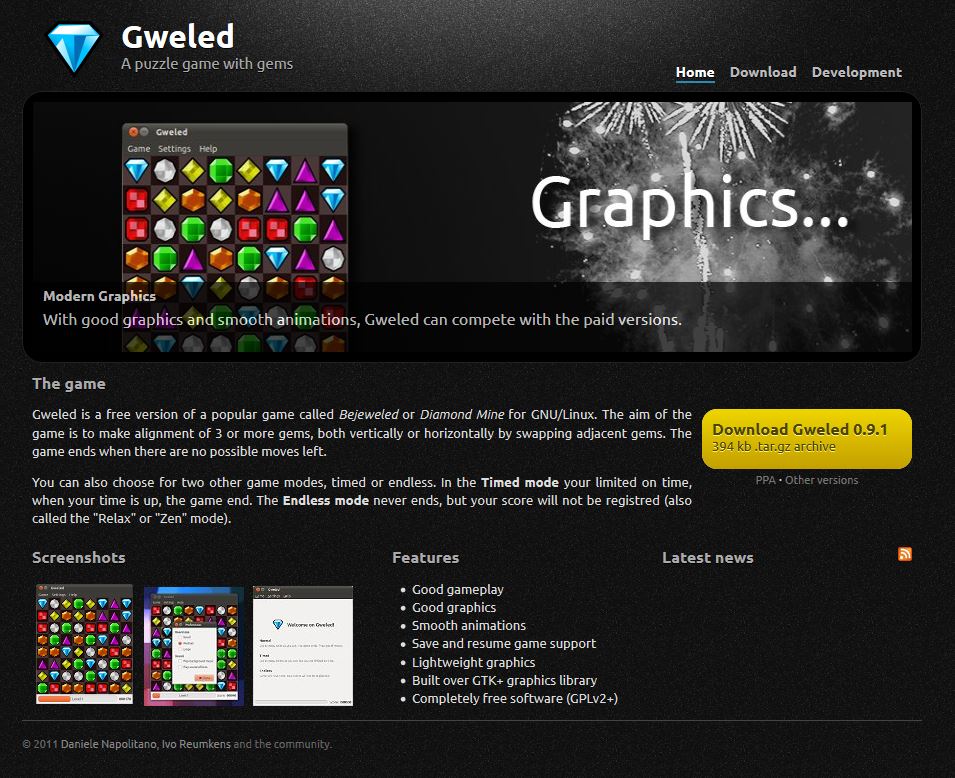 Gweled
A puzzle game with gems
Home Download Development
Gweled
Game Settings Help
Graphics...
Modern Graphics
With good graphics and smooth animations, Gweled can compete with the paid versions.
The game
Gweled is a free version of a popular game called Bejeweled or Diamond Mine for GNU/Linux. The aim of the
game is to make alignment of 3 or more gems, both vertically or horizontally by swapping adjacent gems. The
game ends when there are no possible moves left.
You can also choose for two other game modes, timed or endless. In the Timed mode your limited on time,
when your time is up, the game end. The Endless mode never ends, but your score will not be registred (also
called the "Relax" or "Zen" mode).
Download Gweled 0.9.1
394 kb .tar.gz archive
PPA • Other versions
Screenshots
Welcome on Gweled!
Features
• Good gameplay
• Good graphics
• Smooth animations
• Save and resume game support
• Lightweight graphics
• Built over GTK+ graphics library
• Completely free software (GPLv2+)
Latest news
© 2011 Daniele Napolitano, Ivo Reumkens and the community.